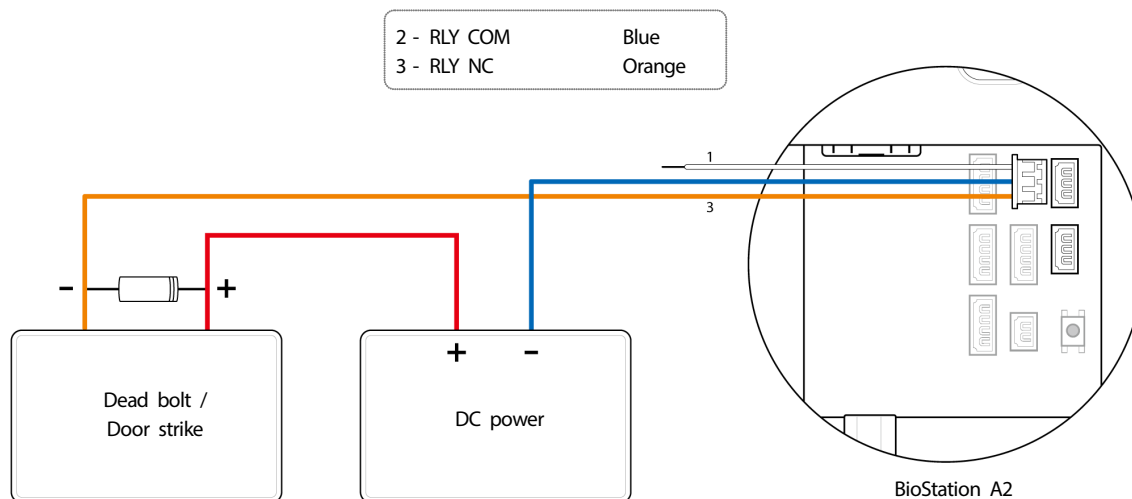 2 - RLY COM Blue
3 - RLY NC Orange
1
3
- +
+ -
Dead bolt /
Door strike
DC power
BioStation A2